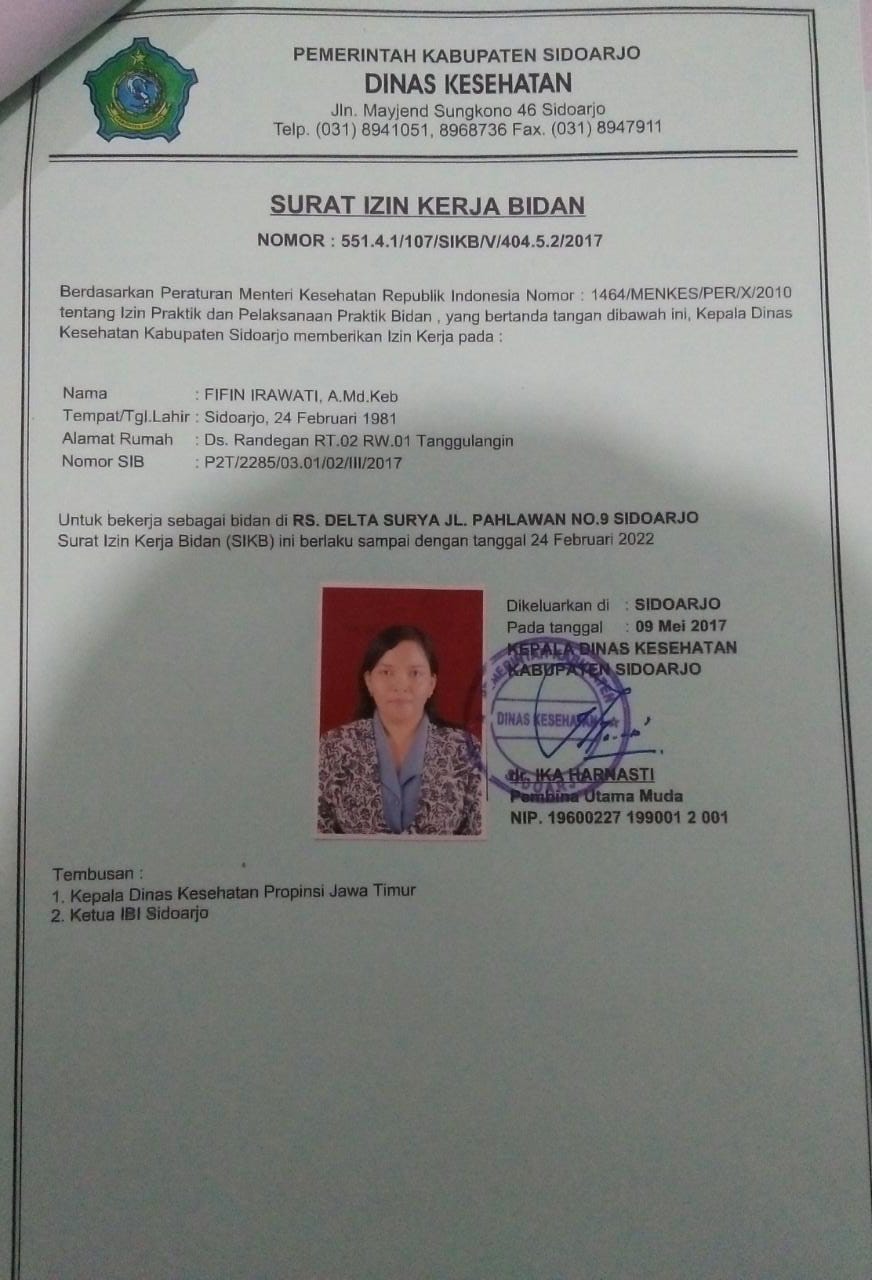 PEMERINTAH KABUPATEN SIDOARJO
DINAS KESEHATAN
Jln. Mayjend Sungkono 46 Sidoarjo
Telp. (031) 8941051, 8968736 Fax. (031) 8947911
SURAT IZIN KERJA BIDAN
NOMOR : 551.4.1/107/SIKB/V/404.5.2/2017
Berdasarkan Peraturan Menteri Kesehatan Republik Indonesia Nomor : 1464/MENKES/PER/X/2010
tentang Izin Praktik dan Pelaksanaan Praktik Bidan , yang bertanda tangan dibawah ini, Kepala Dinas
Kesehatan Kabupaten Sidoarjo memberikan Izin Kerja pada :
Nama : FIFIN IRAWATI, A.Md.Keb
Tempat/Tgl.Lahir : Sidoarjo, 24 Februari 1981
Alamat Rumah : Ds. Randegan RT.02 RW.01 Tanggulangin
Nomor SIB : P2T/2285/03.01/02/III/2017
Untuk bekerja sebagai bidan di RS. DELTA SURYA JL. PAHLAWAN NO.9 SIDOARJO
Surat Izin Kerja Bidan (SIKB) ini berlaku sampai dengan tanggal 24 Februari 2022
Dikeluarkan di : SIDOARJO
Pada tanggal : 09 Mei 2017
KEPALA DINAS KESEHATAN
KABUPATEN SIDOARJO
DINAS KESEHATAN
SIDOARJO
dr. IKA HARNASTI
Pembina Utama Muda
NIP. 19600227 199001 2 001
Tembusan :
1. Kepala Dinas Kesehatan Propinsi Jawa Timur
2. Ketua IBI Sidoarjo